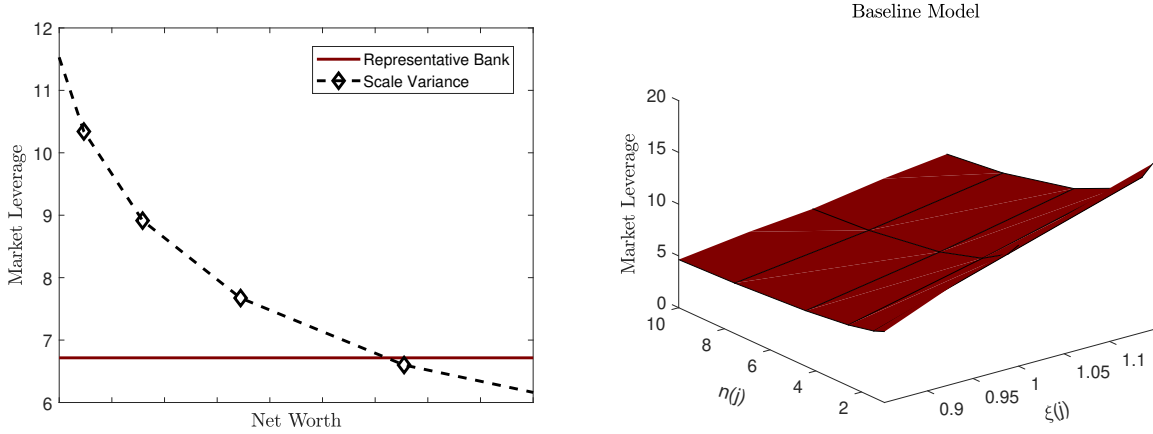 12
11
10
9
8
7
6
Market Leverage
Net Worth
Representative Bank
Scale Variance
Baseline Model
20
15
10
5
0
Market Leverage
10
8
6
4
2
n(j)
0.9
0.95
1
1.05
1.1
ξ(j)